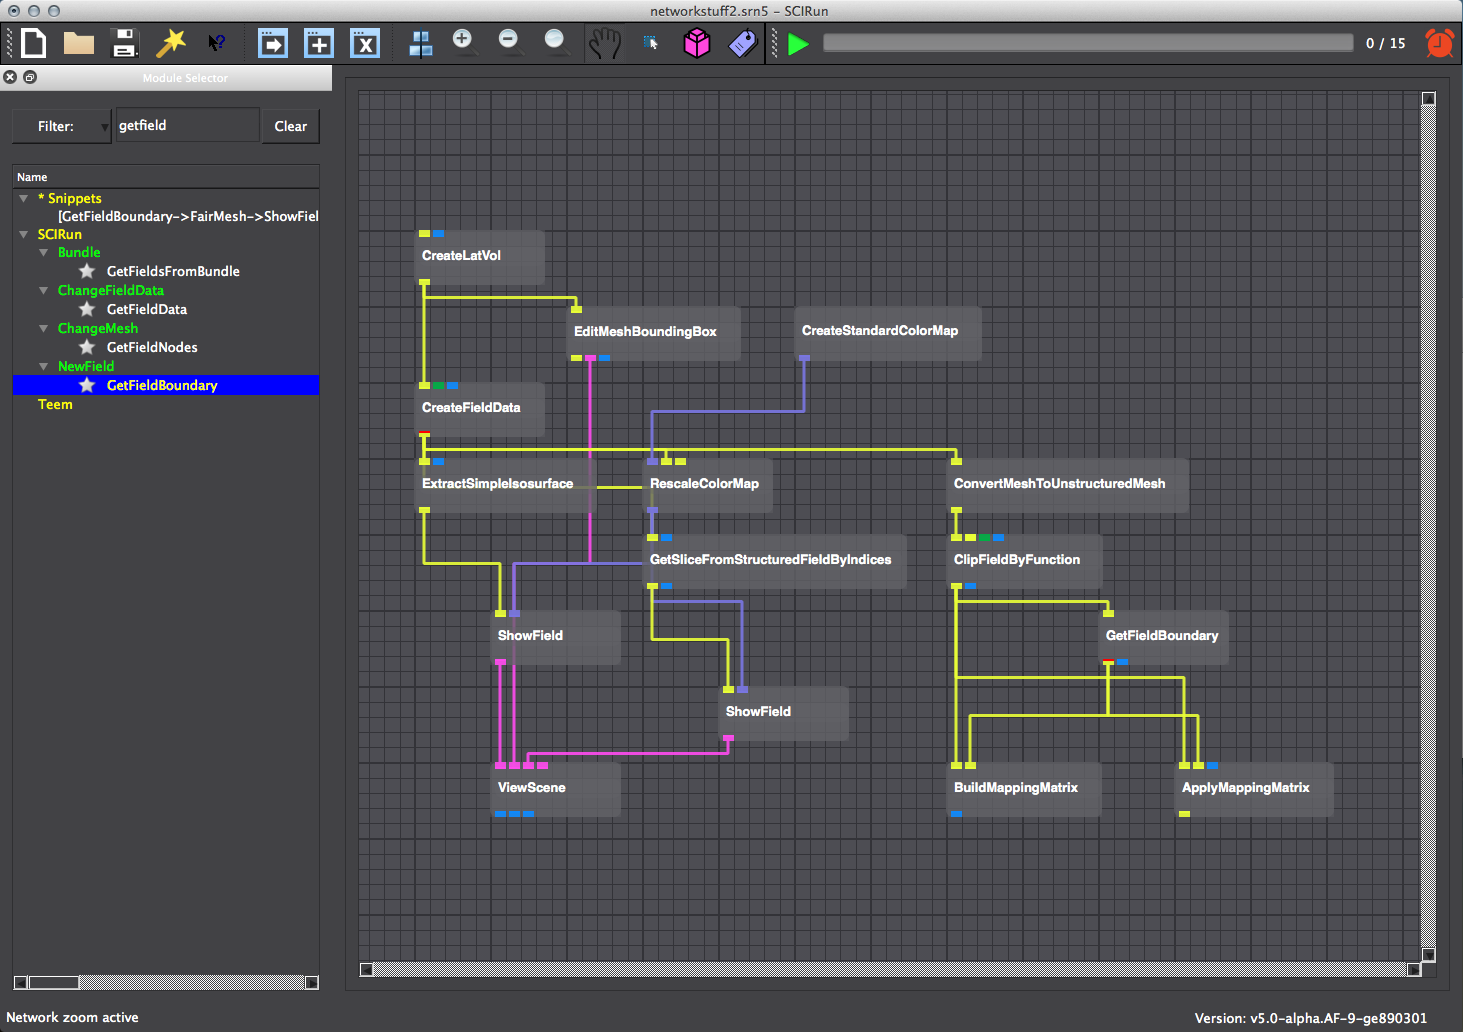 networkstuff2.srn5 – SCIRun
0 / 15
Module Selector
Filter:
getfield
Clear
Name
* Snippets
[GetFieldBoundary->FairMesh->ShowFiel
SCIRun
Bundle
GetFieldsFromBundle
ChangeFieldData
GetFieldData
ChangeMesh
GetFieldNodes
NewField
GetFieldBoundary
Teem
CreateLatVol
EditMeshBoundingBox
CreateStandardColorMap
CreateFieldData
ExtractSimpleIsosurface
RescaleColorMap
ConvertMeshToUnstructuredMesh
GetSliceFromStructuredFieldByIndices
ClipFieldByFunction
ShowField
GetFieldBoundary
ShowField
ViewScene
BuildMappingMatrix
ApplyMappingMatrix
Network zoom active
Version: v5.0-alpha.AF-9-ge890301